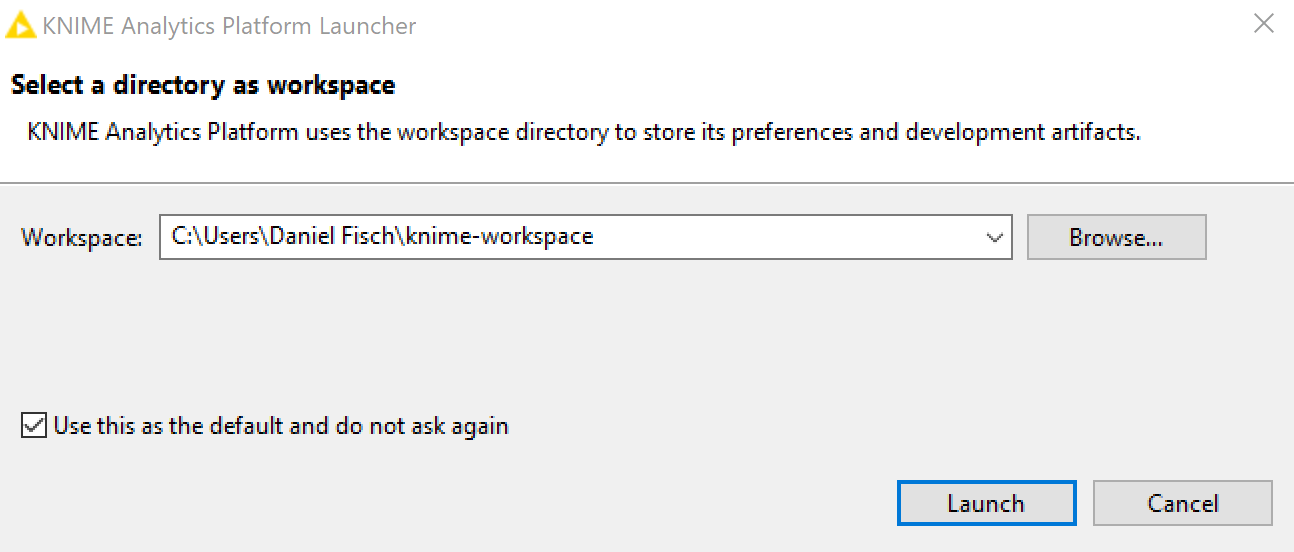 KNIME Analytics Platform Launcher
Select a directory as workspace
KNIME Analytics Platform uses the workspace directory to store its preferences and development artifacts.
Workspace: C:\Users\Daniel Fisch\knime-workspace Browse...
Use this as the default and do not ask again
Launch Cancel